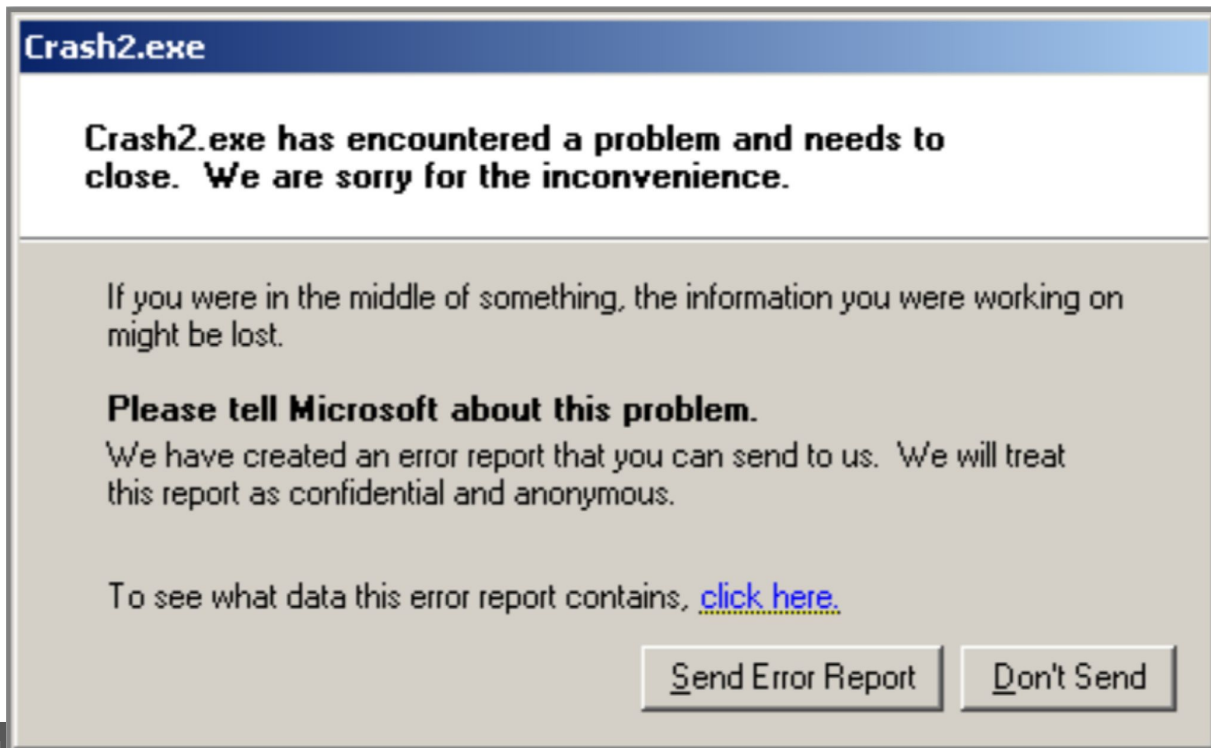 Crash2.exe
Crash2.exe has encountered a problem and needs to
close.  We are sorry for the inconvenience.
If you were in the middle of something, the information you were working on
might be lost.
Please tell Microsoft about this problem.
We have created an error report that you can send to us.  We will treat
this report as confidential and anonymous.
To see what data this error report contains, click here.
Send Error Report
Don't Send